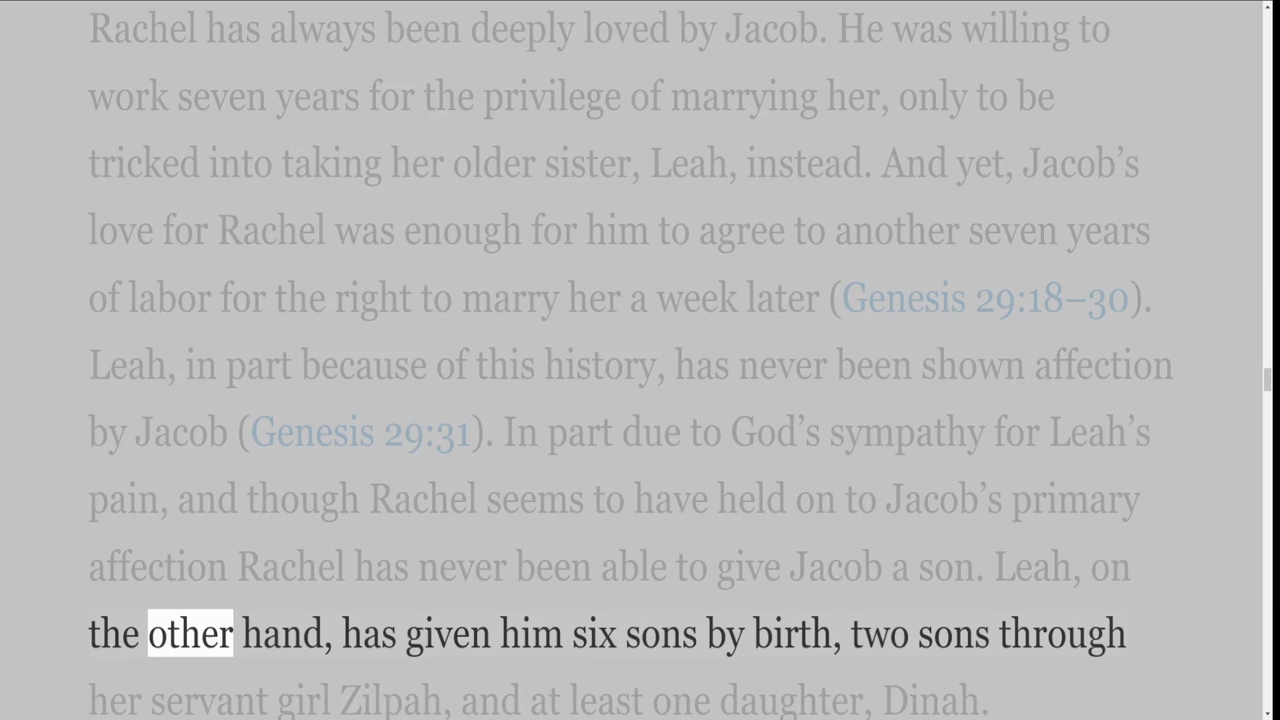 Rachel has always been deeply loved by Jacob. He was willing to
work seven years for the privilege of marrying her, only to be
tricked into taking her older sister, Leah, instead. And yet, Jacob’s
love for Rachel was enough for him to agree to another seven years
of labor for the right to marry her a week later (Genesis 29:18–30).
Leah, in part because of this history, has never been shown affection
by Jacob (Genesis 29:31). In part due to God’s sympathy for Leah’s
pain, and though Rachel seems to have held on to Jacob’s primary
affection Rachel has never been able to give Jacob a son. Leah, on
the other hand, has given him six sons by birth, two sons through
her servant girl Zilpah, and at least one daughter, Dinah.